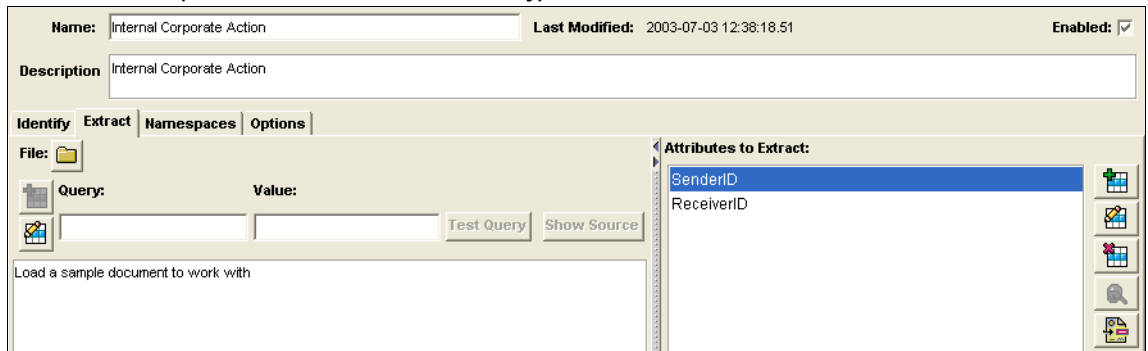 Name: Internal Corporate Action Last Modified: 2003-07-03 12:38:18.51 Enabled:
Description Internal Corporate Action
Identify Extract Namespaces Options
File: Attributes to Extract:
SenderID
Query: Value:
ReceiverID
Test Query Show Source
Load a sample document to work with